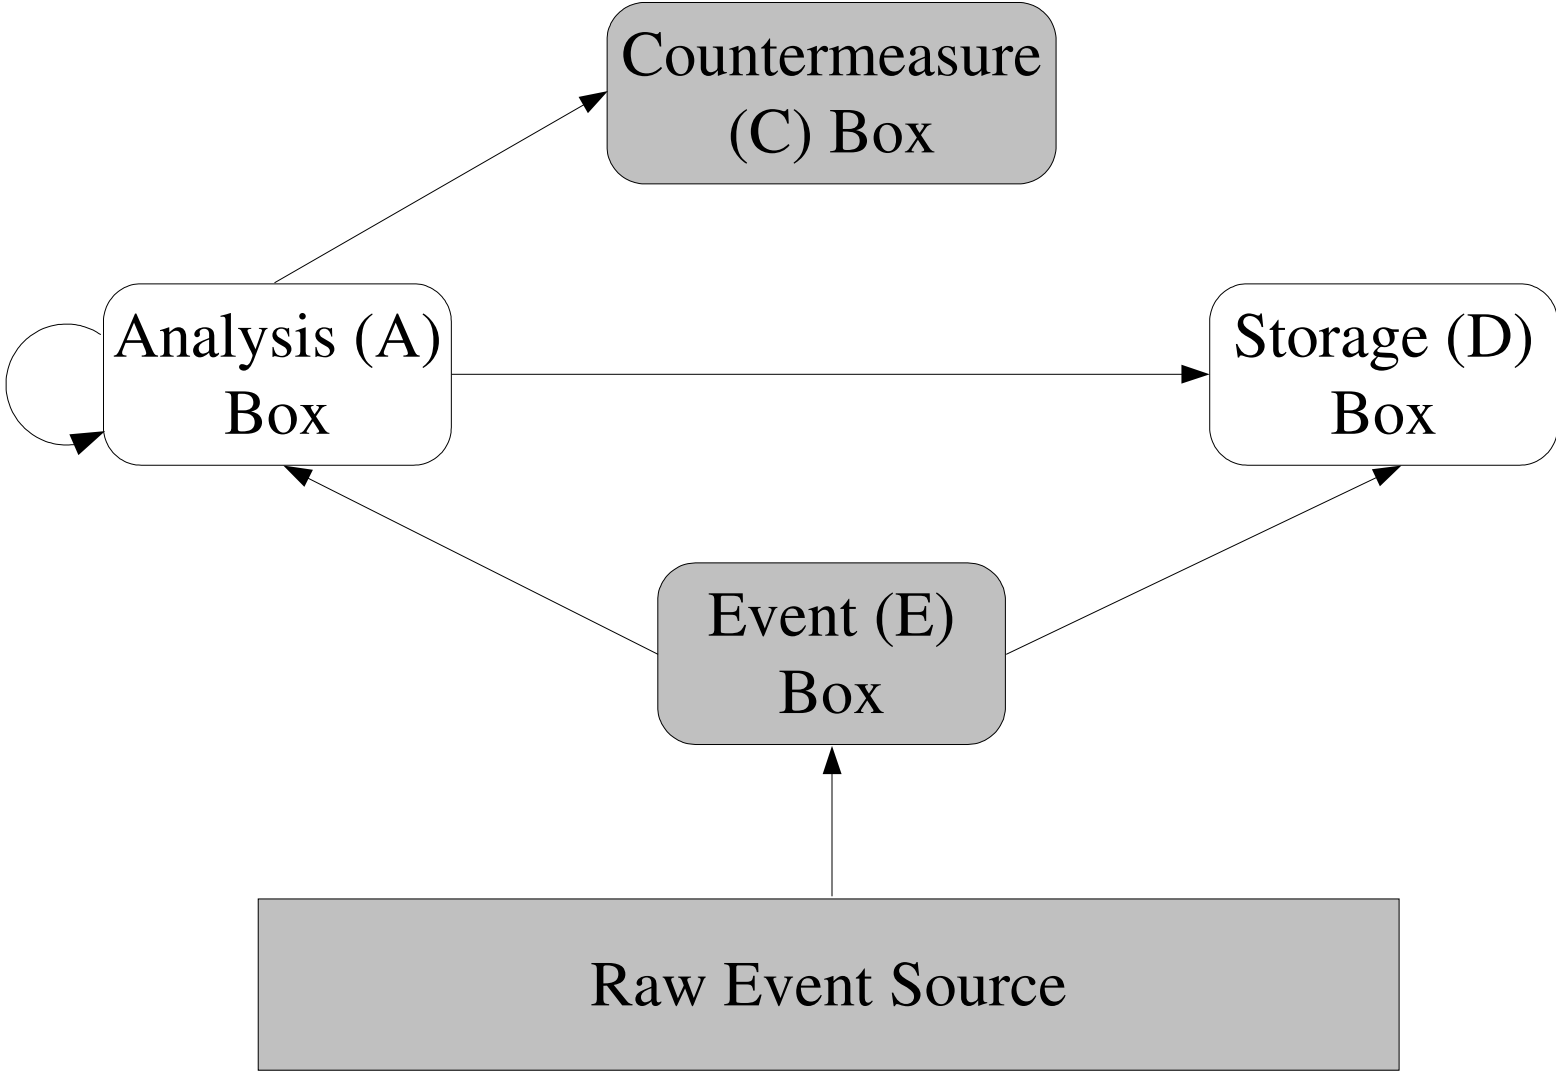 Countermeasure
(C) Box
Analysis (A)
Box
Storage (D)
Box
Event (E)
Box
Raw Event Source